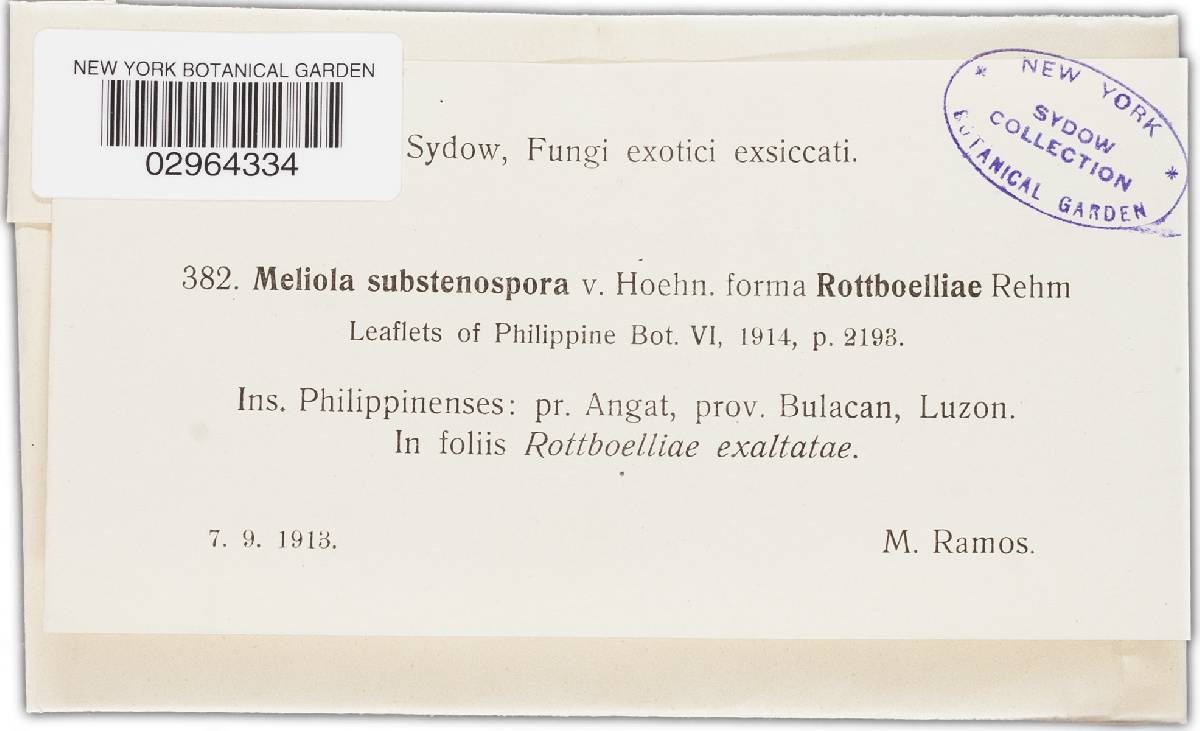 NEW YORK BOTANICAL GARDEN
02964334
* NEW YORK *
SYDOW
COLLECTION
BOTANICAL GARDEN
Sydow, Fungi exotici exsiccati.
382. Meliola substenospora v. Hoehn. forma Rottboelliae Rehm
Leaflets of Philippine Bot. VI, 1914, p. 2193.
Ins. Philippinenses: pr. Angat, prov. Bulacan, Luzon.
In foliis Rottboelliae exaltatae.
7. 9. 1913.
M. Ramos.